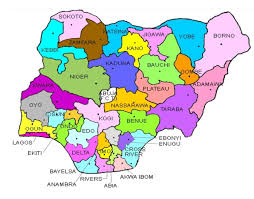 SOKOTO
KATSINA
JIGAWA
YOBE
BORNO
KEBBI
ZAMFARA
KANO
KADUNA
BAUCHI
GOMBE
ADAMAWA
NIGER
PLATEAU
KWARA
ABUJA
NASSARAWA
TARABA
OYO
KOGI
BENUE
OGUN
EDO
LAGOS
EKITI
DELTA
CROSS
RIVER
EBONYI
ENUGU
BAYELSA
RIVERS
AKWA IBOM
ANAMBRA
ABIA